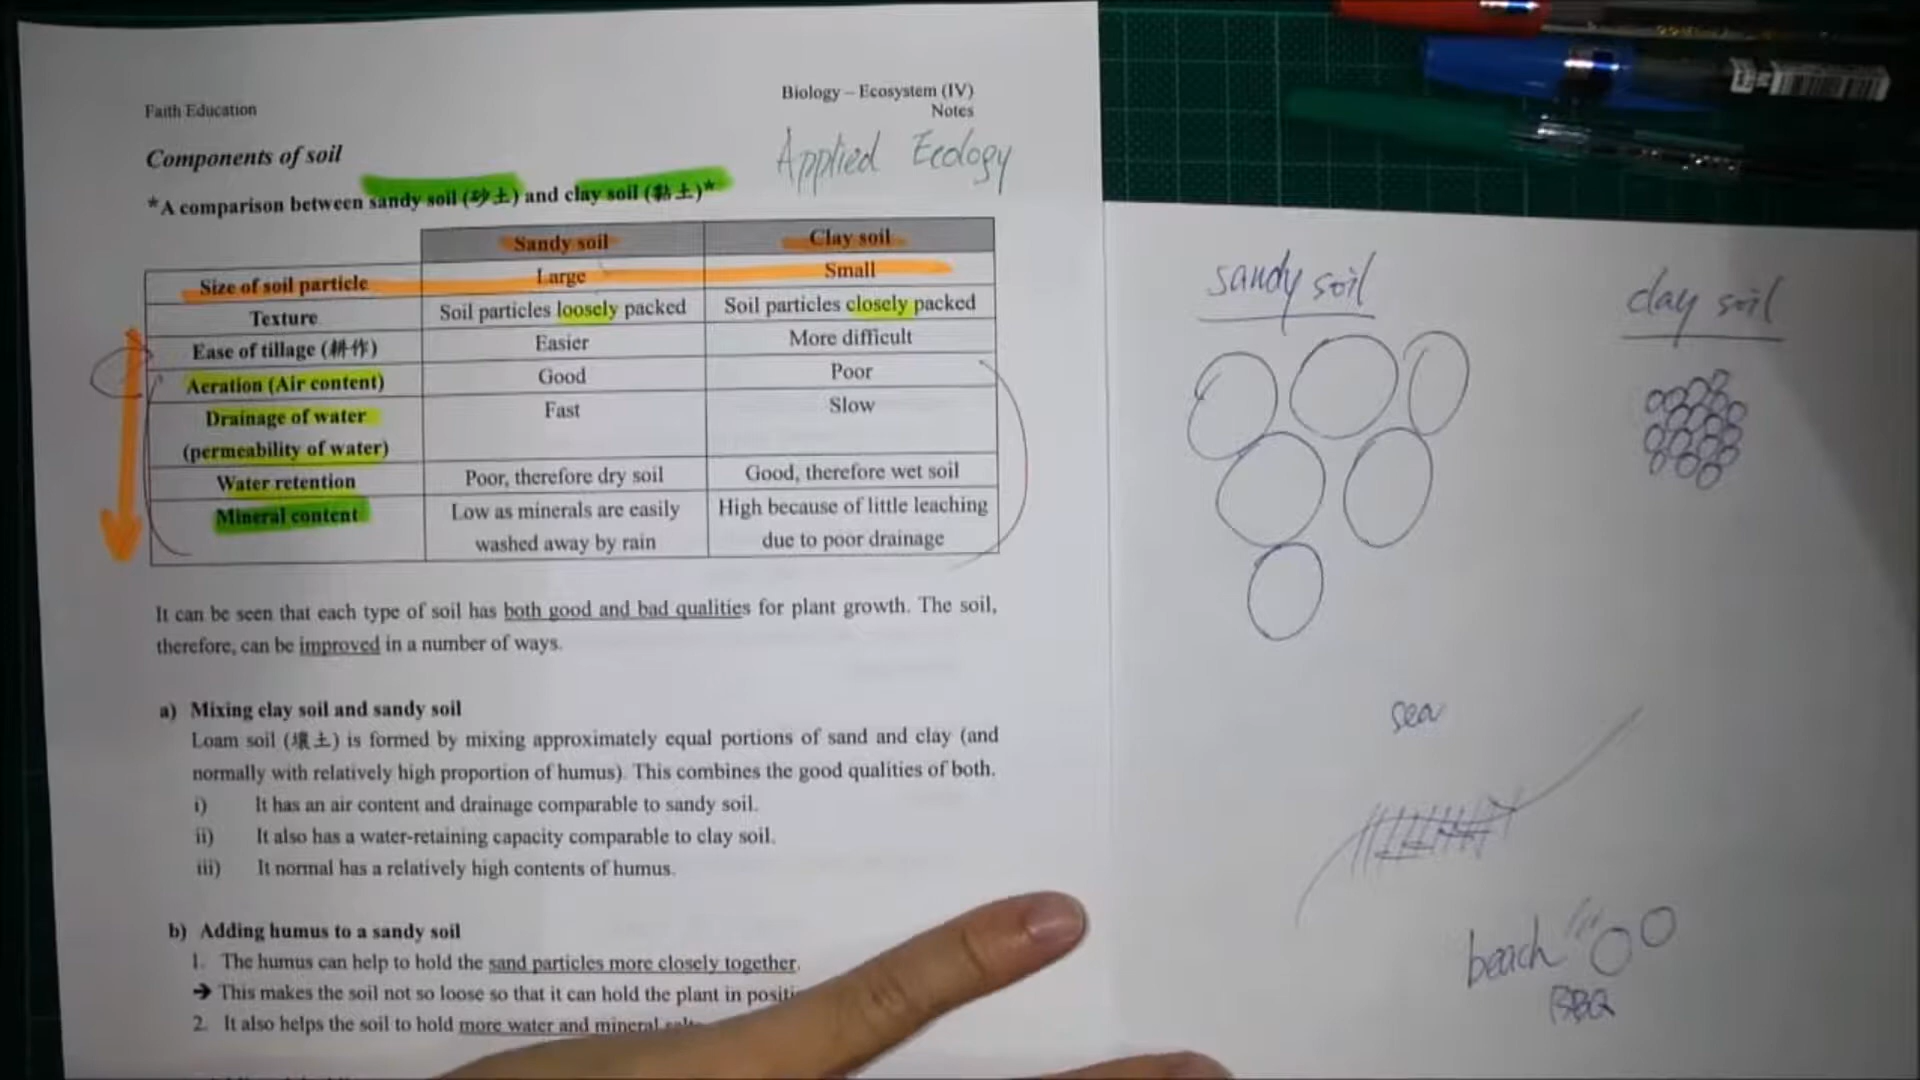 Faith Education
Biology – Ecosystem (IV)
Notes
Applied Ecology
Components of soil
*A comparison between sandy soil (砂土) and clay soil (黏土)*
Sandy soil Clay soil
Size of soil particle Large Small
Texture Soil particles loosely packed Soil particles closely packed
Ease of tillage (耕作) Easier More difficult
Aeration (Air content) Good Poor
Drainage of water Fast Slow
(permeability of water)
Water retention Poor, therefore dry soil Good, therefore wet soil
Mineral content Low as minerals are easily High because of little leaching
washed away by rain due to poor drainage
It can be seen that each type of soil has both good and bad qualities for plant growth. The soil,
therefore, can be improved in a number of ways.
a) Mixing clay soil and sandy soil
Loam soil (壤土) is formed by mixing approximately equal portions of sand and clay (and
normally with relatively high proportion of humus). This combines the good qualities of both.
i) It has an air content and drainage comparable to sandy soil.
ii) It also has a water-retaining capacity comparable to clay soil.
iii) It normal has a relatively high contents of humus.
b) Adding humus to a sandy soil
1. The humus can help to hold the sand particles more closely together.
➔ This makes the soil not so loose so that it can hold the plant in
2. It also helps the soil to hold more water and mineral
sandy soil
clay soil
sea
beach
BBQ